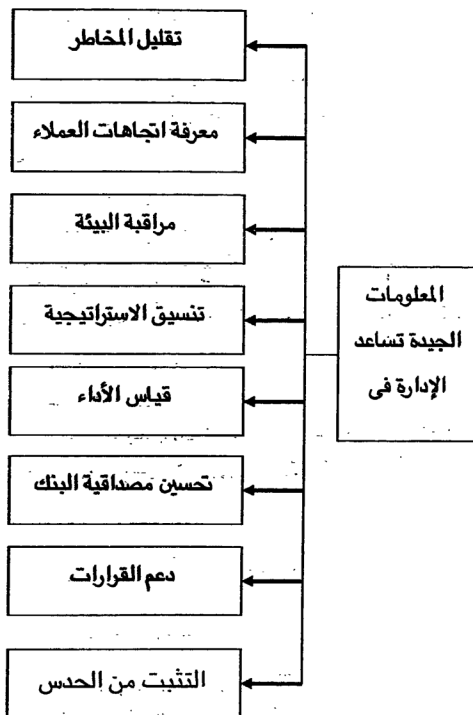 تقليل المخاطر
معرفة اتجاهات العملاء
مراقبة البيئة
تنسيق الاستراتيجية
المعلومات
الجيدة تساعد
الإدارة فى
قياس الأداء
تحسين مصداقية البنك
دعم القرارات
التثبت من الحدس